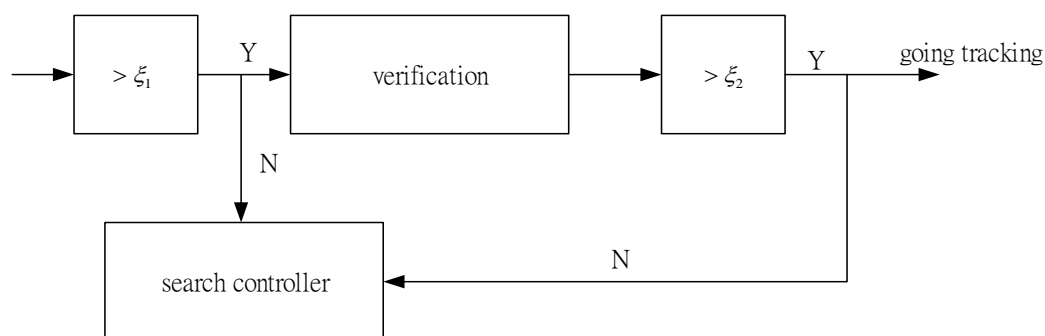 > ξ₁
Y
verification
> ξ₂
Y
going tracking
N
search controller
N